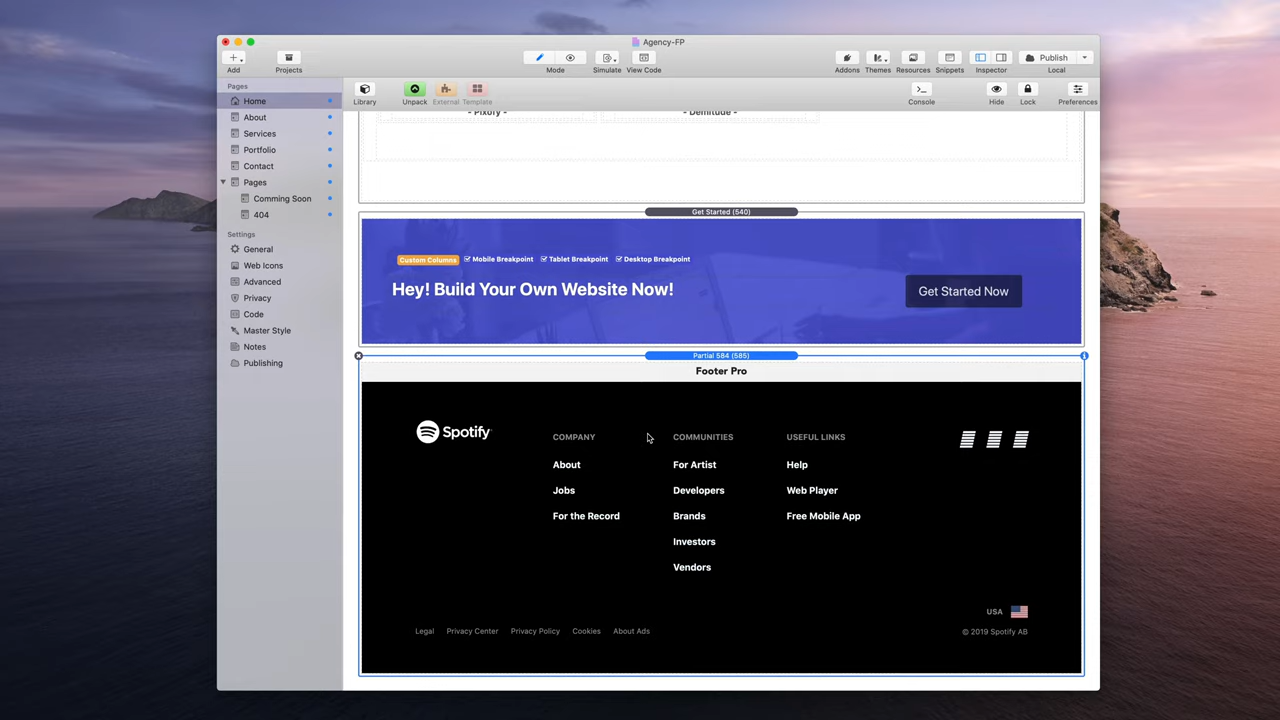 Agency-FP
Add
Projects
Mode
Simulate
View Code
Addons
Themes
Resources
Snippets
Inspector
Publish
Local
Pages
Home
About
Services
Portfolio
Contact
Pages
Comming Soon
404
Settings
General
Web Icons
Advanced
Privacy
Code
Master Style
Notes
Publishing
Library
Unpack
External
Template
Console
Hide
Lock
Preferences
- Pixofy -
- Demitude -
Get Started (540)
Custom Columns
Mobile Breakpoint
Tablet Breakpoint
Desktop Breakpoint
Hey! Build Your Own Website Now!
Get Started Now
Partial 584 (585)
Footer Pro
Spotify
COMPANY
About
Jobs
For the Record
COMMUNITIES
For Artist
Developers
Brands
Investors
Vendors
USEFUL LINKS
Help
Web Player
Free Mobile App
USA
Legal
Privacy Center
Privacy Policy
Cookies
About Ads
© 2019 Spotify AB